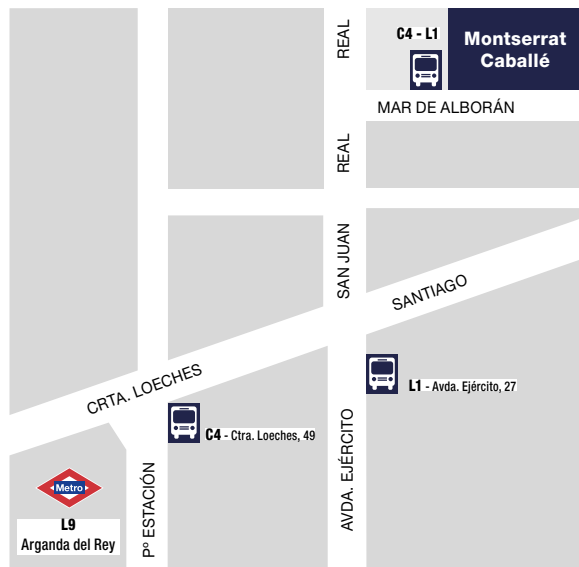 REAL
C4 - L1
Montserrat
Caballé
MAR DE ALBORÁN
REAL
SAN JUAN
SANTIAGO
CRTA. LOECHES
L1 - Avda. Ejército, 27
C4 - Ctra. Loeches, 49
AVDA. EJÉRCITO
Pº ESTACIÓN
Metro
L9
Arganda del Rey